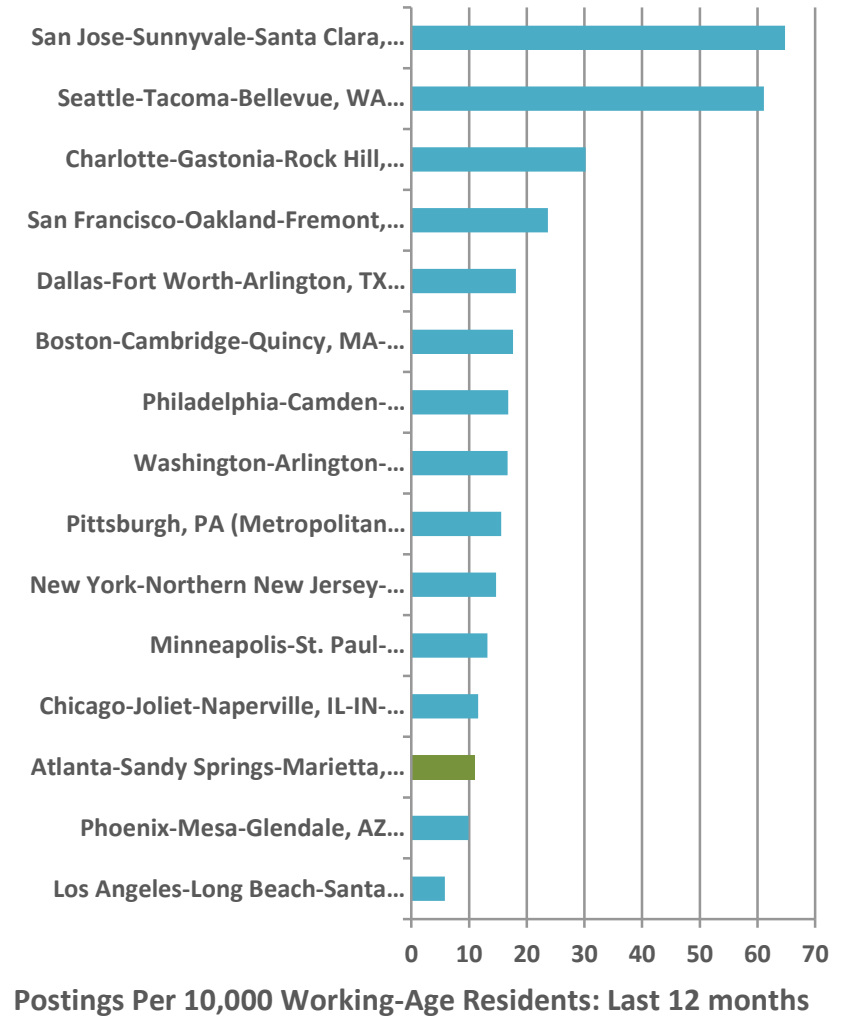 San Jose-Sunnyvale-Santa Clara,...
Seattle-Tacoma-Bellevue, WA...
Charlotte-Gastonia-Rock Hill,...
San Francisco-Oakland-Fremont,...
Dallas-Fort Worth-Arlington, TX...
Boston-Cambridge-Quincy, MA-...
Philadelphia-Camden-...
Washington-Arlington-...
Pittsburgh, PA (Metropolitan...
New York-Northern New Jersey-...
Minneapolis-St. Paul-...
Chicago-Joliet-Naperville, IL-IN-...
Atlanta-Sandy Springs-Marietta,...
Phoenix-Mesa-Glendale, AZ...
Los Angeles-Long Beach-Santa...
0 10 20 30 40 50 60 70
Postings Per 10,000 Working-Age Residents: Last 12 months